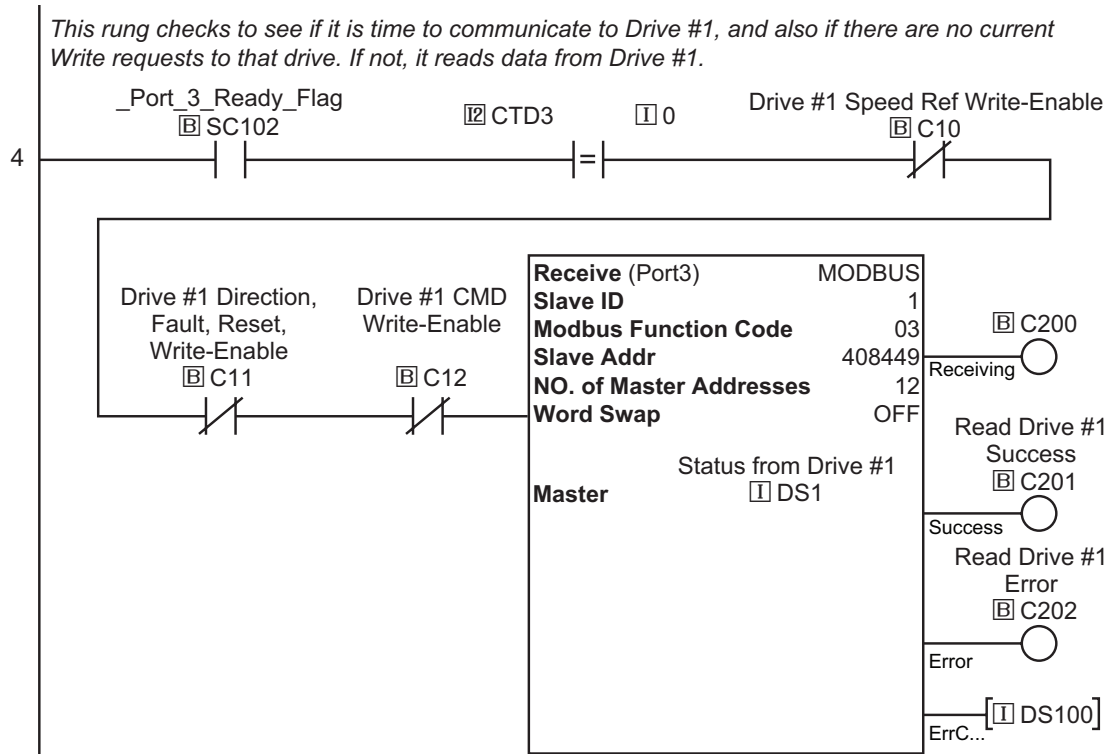 This rung checks to see if it is time to communicate to Drive #1, and also if there are no current
Write requests to that drive. If not, it reads data from Drive #1.
_Port_3_Ready_Flag
B SC102
I2 CTD3
I 0
Drive #1 Speed Ref Write-Enable
B C10
4
=
Drive #1 Direction,
Fault, Reset,
Write-Enable
B C11
Drive #1 CMD
Write-Enable
B C12
Receive (Port3) MODBUS
Slave ID 1
Modbus Function Code 03
Slave Addr 408449
NO. of Master Addresses 12
Word Swap OFF
Status from Drive #1
Master I DS1
B C200
Receiving
Read Drive #1
Success
B C201
Success
Read Drive #1
Error
B C202
Error
[I DS100]
ErrC...